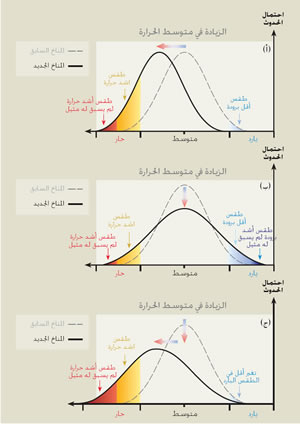 احتمال
الحدوث
الزيادة في متوسط الحرارة
(أ)
المناخ السابق
المناخ الجديد
طقس
أقل برودة
طقس
أشد حرارة
طقس أشد حرارة
لم يسبق له مثيل
بارد
متوسط
حار
احتمال
الحدوث
الزيادة في متوسط الحرارة
(ب)
المناخ السابق
المناخ الجديد
طقس أشد
برودة لم يسبق
له مثيل
طقس
أشد برودة
طقس
اشد حرارة
طقس أشد حرارة
لم يسبق له مثيل
بارد
متوسط
حار
احتمال
الحدوث
الزيادة في متوسط الحرارة
(ج)
المناخ السابق
المناخ الجديد
تغير أقل في
الطقس البارد
طقس
اشد حرارة
طقس أشد حرارة
لم يسبق له مثيل
بارد
متوسط
حار